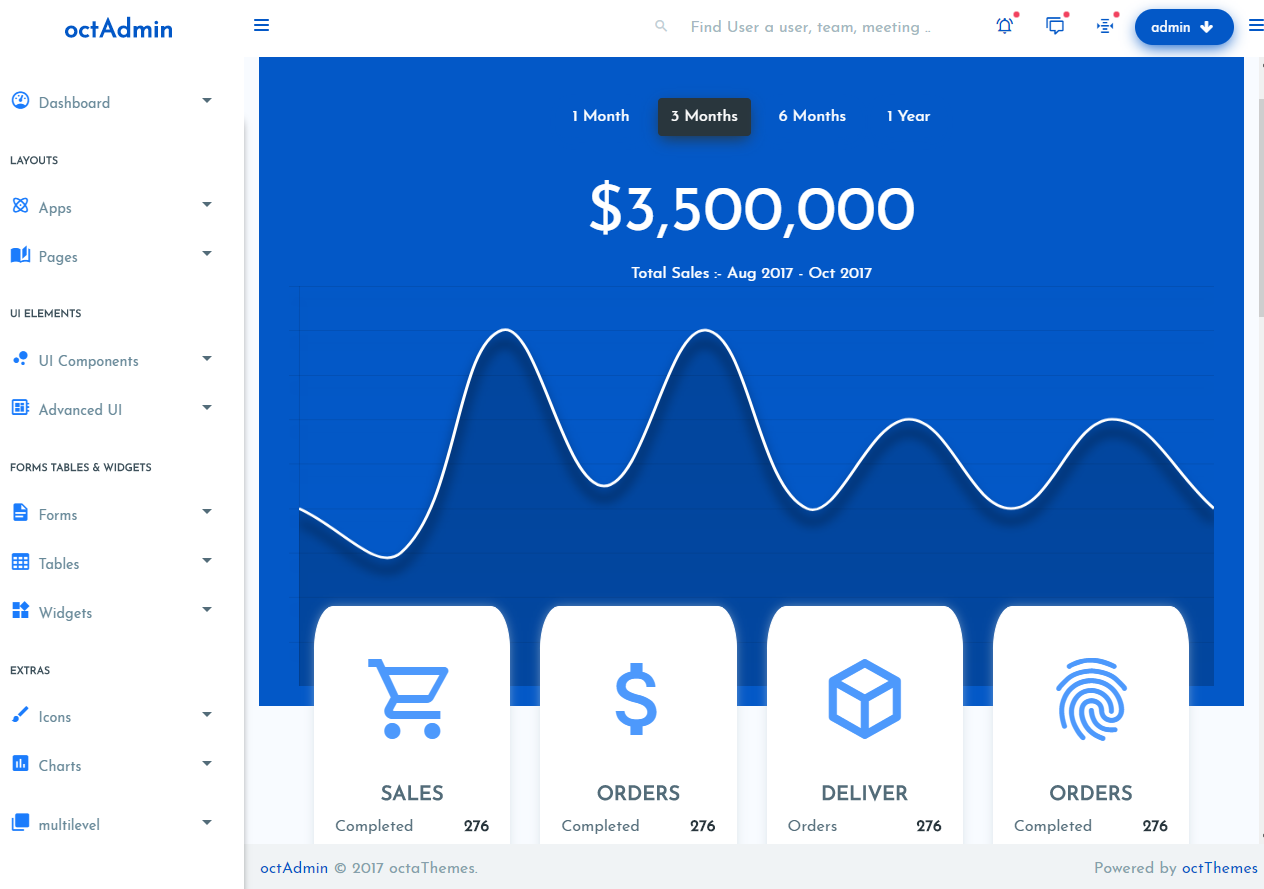 octAdmin
Find User a user, team, meeting ..
admin
Dashboard
LAYOUTS
Apps
Pages
UI ELEMENTS
UI Components
Advanced UI
FORMS TABLES & WIDGETS
Forms
Tables
Widgets
EXTRAS
Icons
Charts
multilevel
1 Month 3 Months 6 Months 1 Year
$3,500,000
Total Sales :- Aug 2017 - Oct 2017
SALES
Completed 276
ORDERS
Completed 276
DELIVER
Orders 276
ORDERS
Completed 276
octAdmin © 2017 octaThemes.
Powered by octThemes